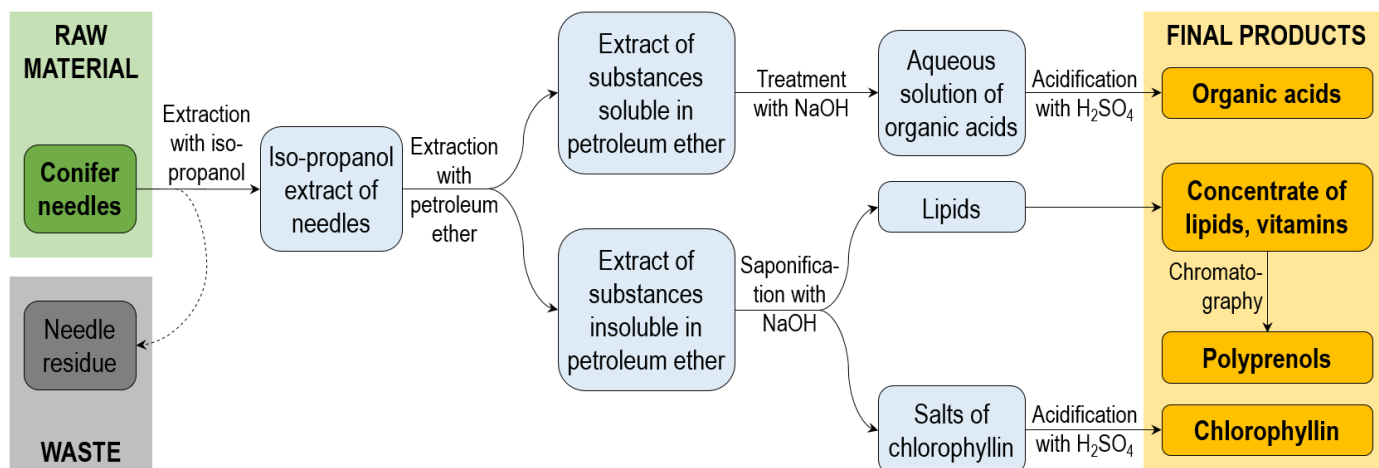 RAW
MATERIAL
Conifer
needles
Extraction
with iso-
propanol
Needle
residue
WASTE
Iso-propanol
extract of
needles
Extraction
with
petroleum
ether
Extract of
substances
soluble in
petroleum ether
Treatment
with NaOH
Aqueous
solution of
organic acids
Acidification
with H₂SO₄
Extract of
substances
insoluble in
petroleum ether
Saponifica-
tion with
NaOH
Lipids
Salts of
chlorophyllin
Acidification
with H₂SO₄
FINAL PRODUCTS
Organic acids
Concentrate of
lipids, vitamins
Chromato-
graphy
Polyprenols
Chlorophyllin